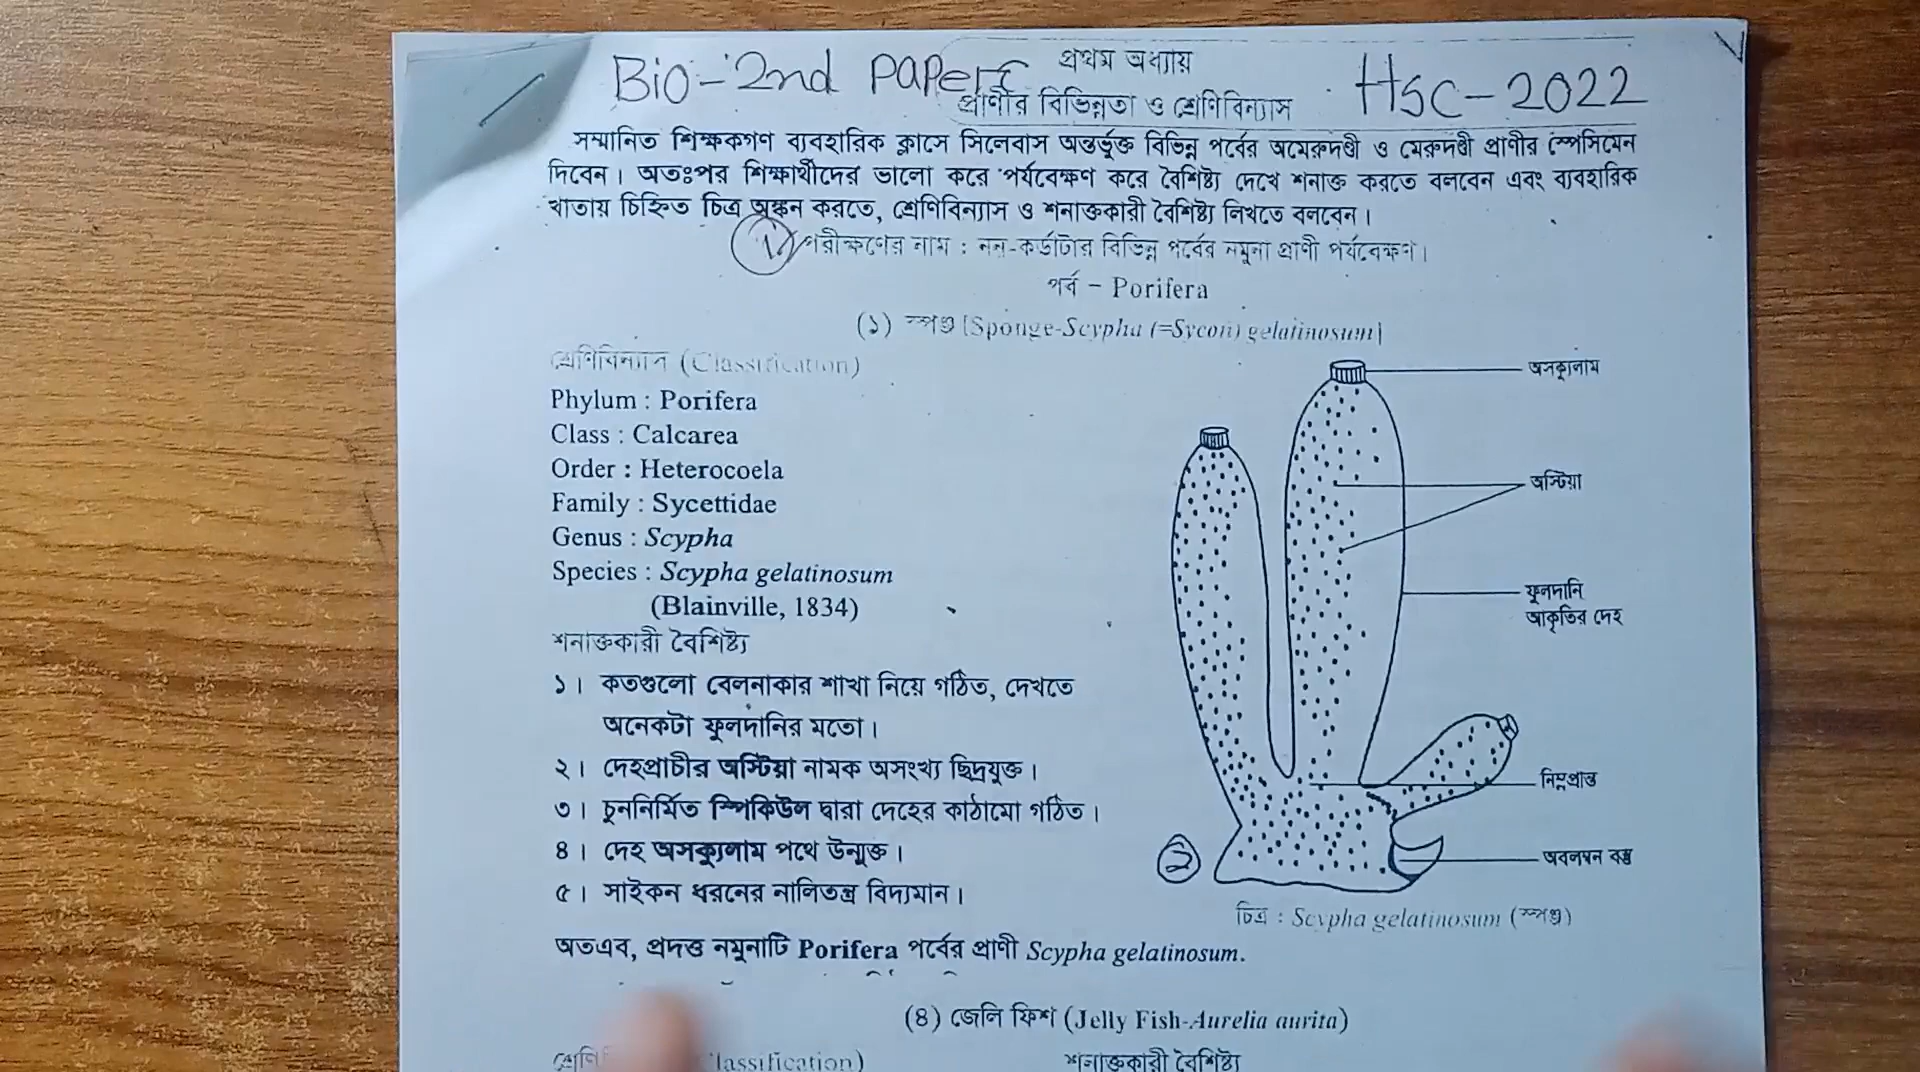 প্রথম অধ্যায়
Bio-2nd Paper HSC-2022
প্রাণীর বিভিন্নতা ও শ্রেণিবিন্যাস
সম্মানিত শিক্ষকগণ ব্যবহারিক ক্লাসে সিলেবাস অন্তর্ভুক্ত বিভিন্ন পর্বের অমেরুদণ্ডী ও মেরুদণ্ডী প্রাণীর স্পেসিমেন
দিবেন। অতঃপর শিক্ষার্থীদের ভালো করে পর্যবেক্ষণ করে বৈশিষ্ট্য দেখে শনাক্ত করতে বলবেন এবং ব্যবহারিক
খাতায় চিহ্নিত চিত্র অঙ্কন করতে, শ্রেণিবিন্যাস ও শনাক্তকারী বৈশিষ্ট্য লিখতে বলবেন।
পরীক্ষণের নাম : নন-কর্ডাটার বিভিন্ন পর্বের নমুনা প্রাণী পর্যবেক্ষণ।
পর্ব – Porifera
(১) স্পঞ্জ [Sponge-Scypha (=Sycon) gelatinosum]
শ্রেণিবিন্যাস (Classification)
Phylum : Porifera
Class : Calcarea
Order : Heterocoela
Family : Sycettidae
Genus : Scypha
Species : Scypha gelatinosum
(Blainville, 1834)
শনাক্তকারী বৈশিষ্ট্য
১। কতগুলো বেলনাকার শাখা নিয়ে গঠিত, দেখতে
অনেকটা ফুলদানির মতো।
২। দেহপ্রাচীর অস্টিয়া নামক অসংখ্য ছিদ্রযুক্ত।
৩। চুননির্মিত স্পিকিউল দ্বারা দেহের কাঠামো গঠিত।
৪। দেহ অসক্যুলাম পথে উন্মুক্ত।
৫। সাইকন ধরনের নালিতন্ত্র বিদ্যমান।
অসক্যুলাম
অস্টিয়া
ফুলদানি
আকৃতির দেহ
নিম্নপ্রান্ত
অবলম্বন বস্তু
২
চিত্র : Scypha gelatinosum (স্পঞ্জ)
অতএব, প্রদত্ত নমুনাটি Porifera পর্বের প্রাণী Scypha gelatinosum.
(৪) জেলি ফিশ (Jelly Fish-Aurelia aurita)
শনাক্তকারী বৈশিষ্ট্য